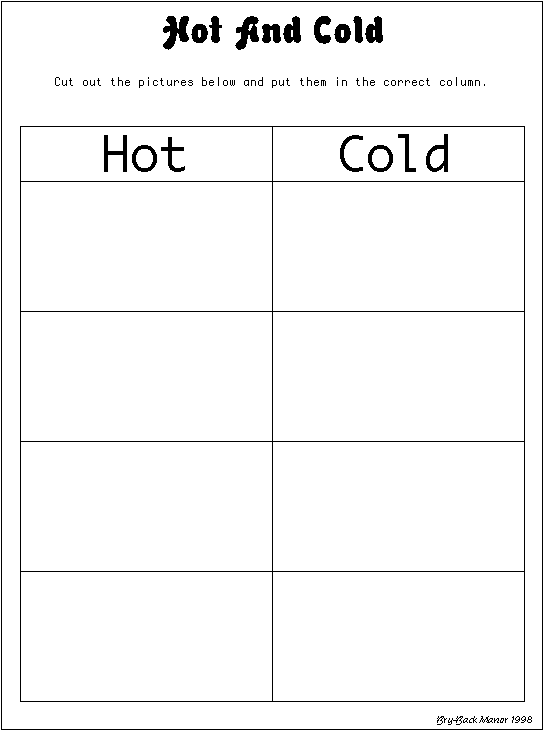 Hot And Cold
Cut out the pictures below and put them in the correct column.
Hot
Cold
Bry-Back Manor 1998